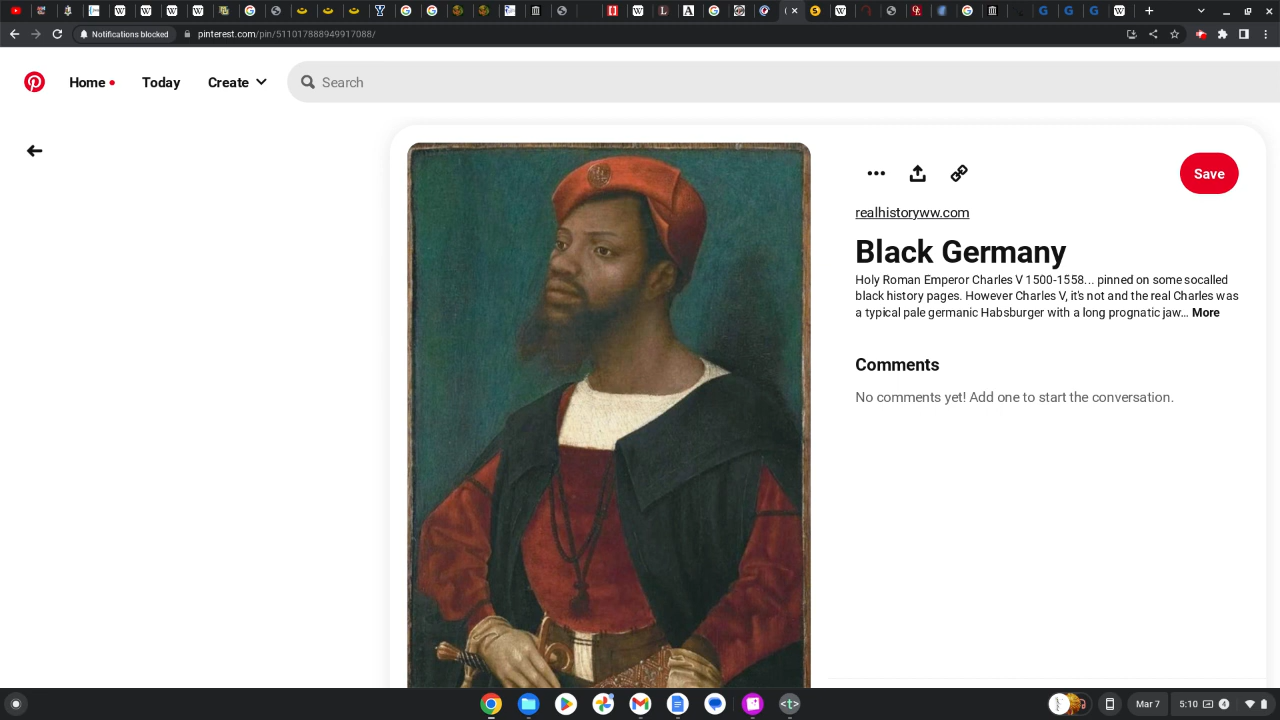 Notifications blocked
pinterest.com/pin/511017888949917088/
Home
Today
Create
Search
Save
realhistoryww.com
Black Germany
Holy Roman Emperor Charles V 1500-1558... pinned on some socalled
black history pages. However Charles V, it's not and the real Charles was
a typical pale germanic Habsburger with a long prognatic jaw... More
Comments
No comments yet! Add one to start the conversation.
Mar 7
5:10